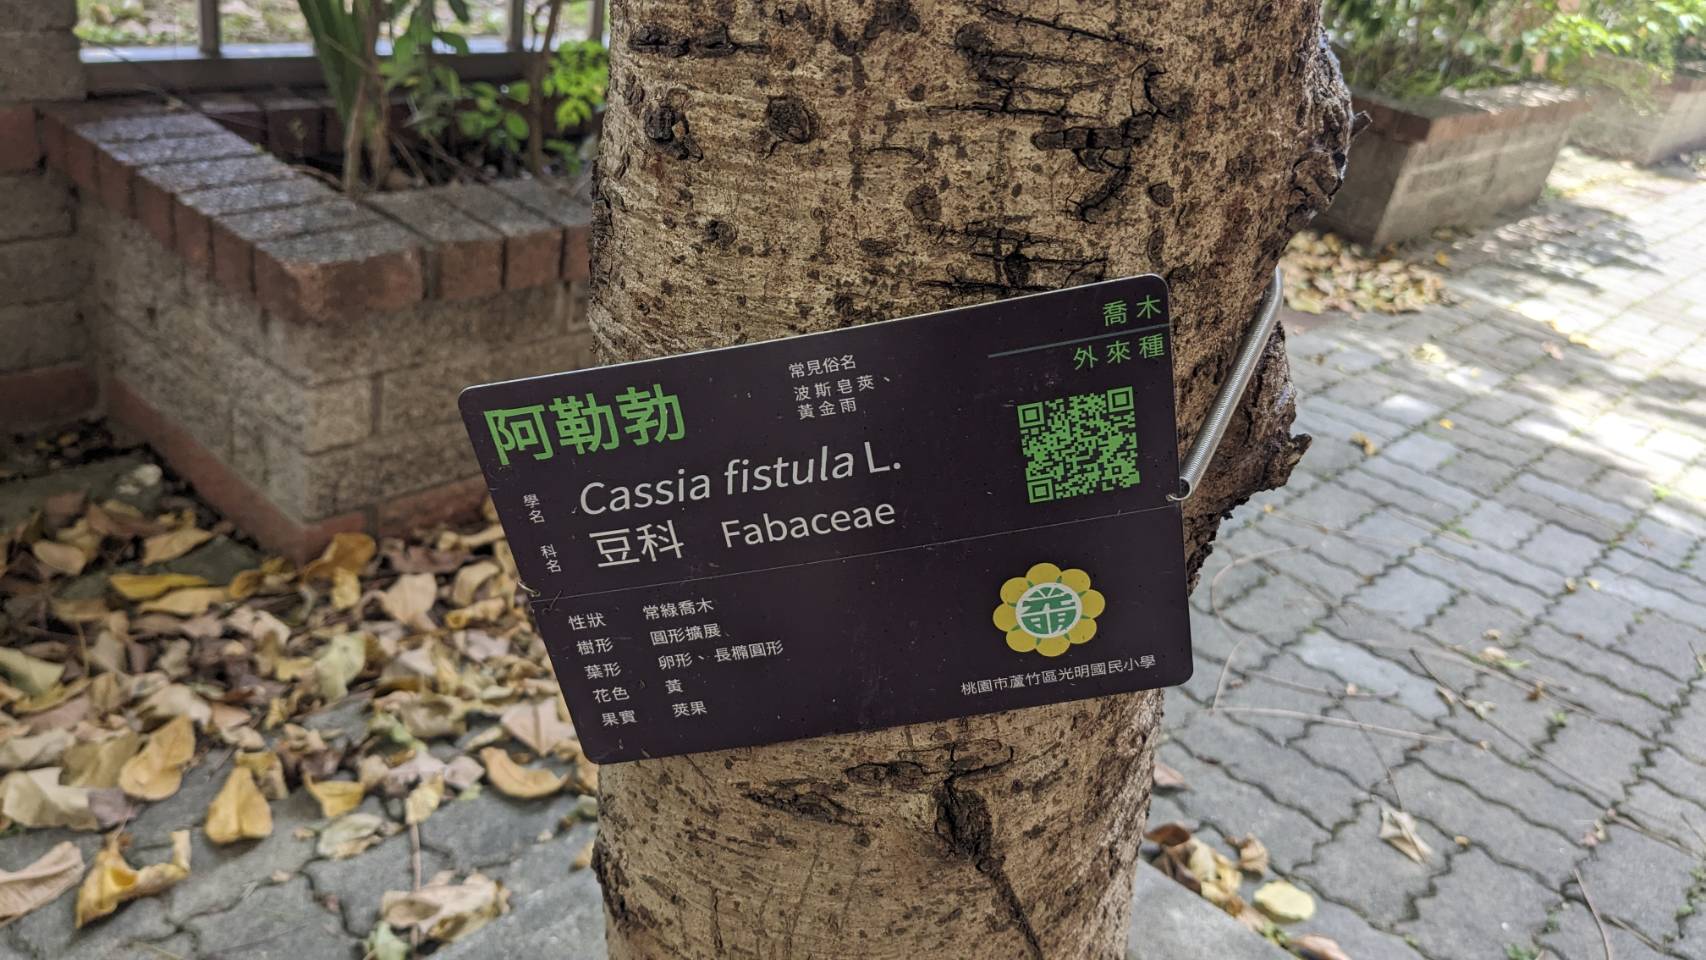 喬木
外來種
阿勒勃
常見俗名
波斯皂莢、
黃金雨
學名 Cassia fistula L.
科名 豆科 Fabaceae
性狀 常綠喬木
樹形 圓形擴展
葉形 卵形、長橢圓形
花色 黃
果實 莢果
光明
桃園市蘆竹區光明國民小學